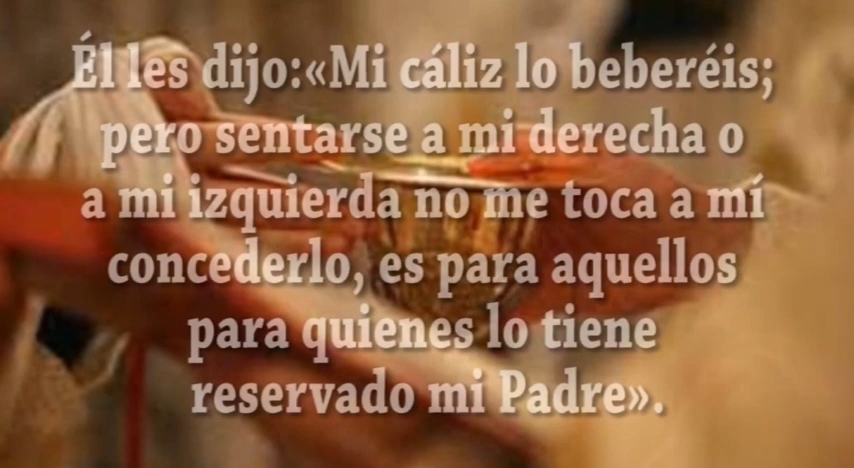 Él les dijo:«Mi cáliz lo beberéis;
pero sentarse a mi derecha o
a mi izquierda no me toca a mí
concederlo, es para aquellos
para quienes lo tiene
reservado mi Padre».